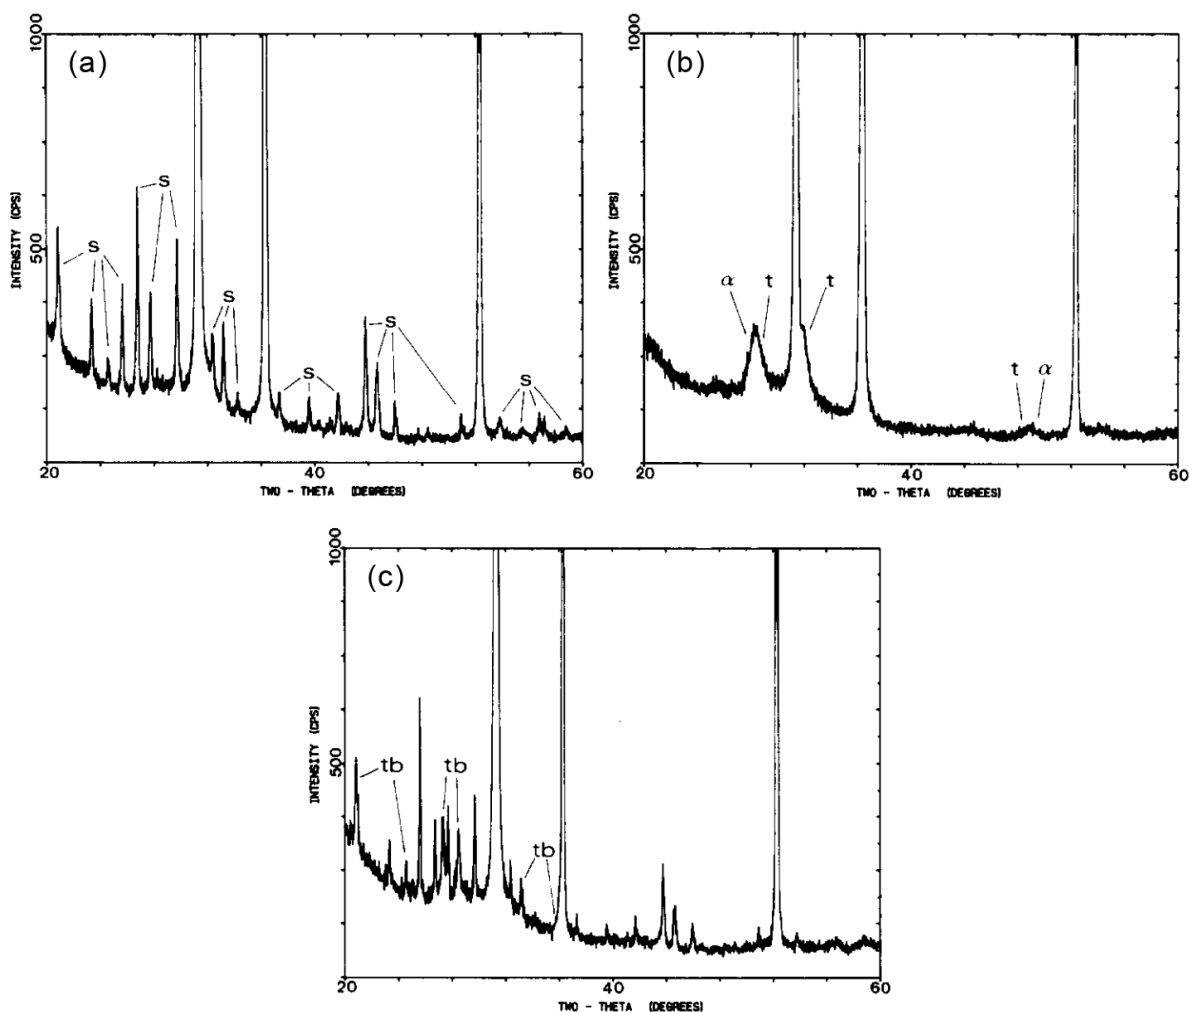 (a)
1000
500
INTENSITY (CPS)
s
s
s
s
s
s
20
40
60
TWO - THETA (DEGREES)
(b)
1000
500
INTENSITY (CPS)
α
t
t
t
α
20
40
60
TWO - THETA (DEGREES)
(c)
1000
500
INTENSITY (CPS)
tb
tb
tb
20
40
60
TWO - THETA (DEGREES)